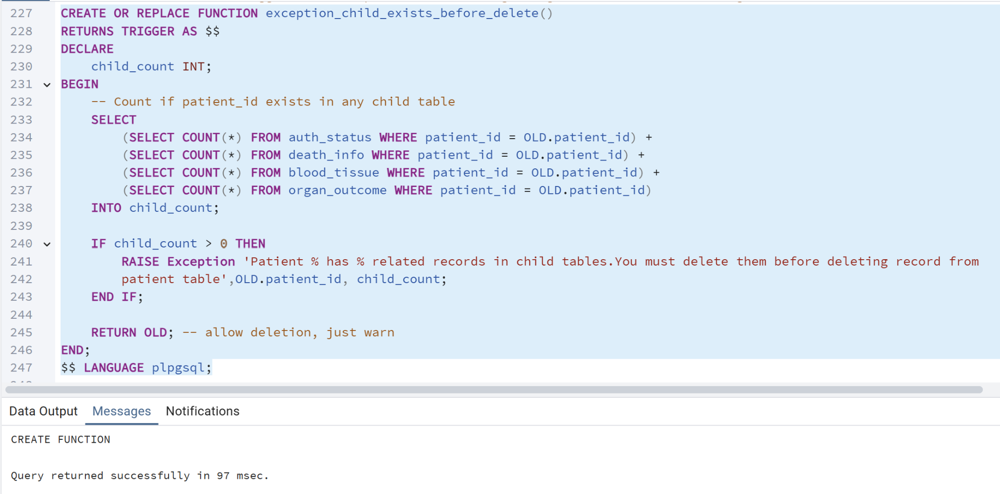 227 CREATE OR REPLACE FUNCTION exception_child_exists_before_delete()
228 RETURNS TRIGGER AS $$
229 DECLARE
230     child_count INT;
231 BEGIN
232     -- Count if patient_id exists in any child table
233     SELECT
234         (SELECT COUNT(*) FROM auth_status WHERE patient_id = OLD.patient_id) +
235         (SELECT COUNT(*) FROM death_info WHERE patient_id = OLD.patient_id) +
236         (SELECT COUNT(*) FROM blood_tissue WHERE patient_id = OLD.patient_id) +
237         (SELECT COUNT(*) FROM organ_outcome WHERE patient_id = OLD.patient_id)
238     INTO child_count;
239
240     IF child_count > 0 THEN
241         RAISE Exception 'Patient % has % related records in child tables.You must delete them before deleting record from
242         patient table',OLD.patient_id, child_count;
243     END IF;
244
245     RETURN OLD; -- allow deletion, just warn
246 END;
247 $$ LANGUAGE plpgsql;
Data Output Messages Notifications
CREATE FUNCTION
Query returned successfully in 97 msec.